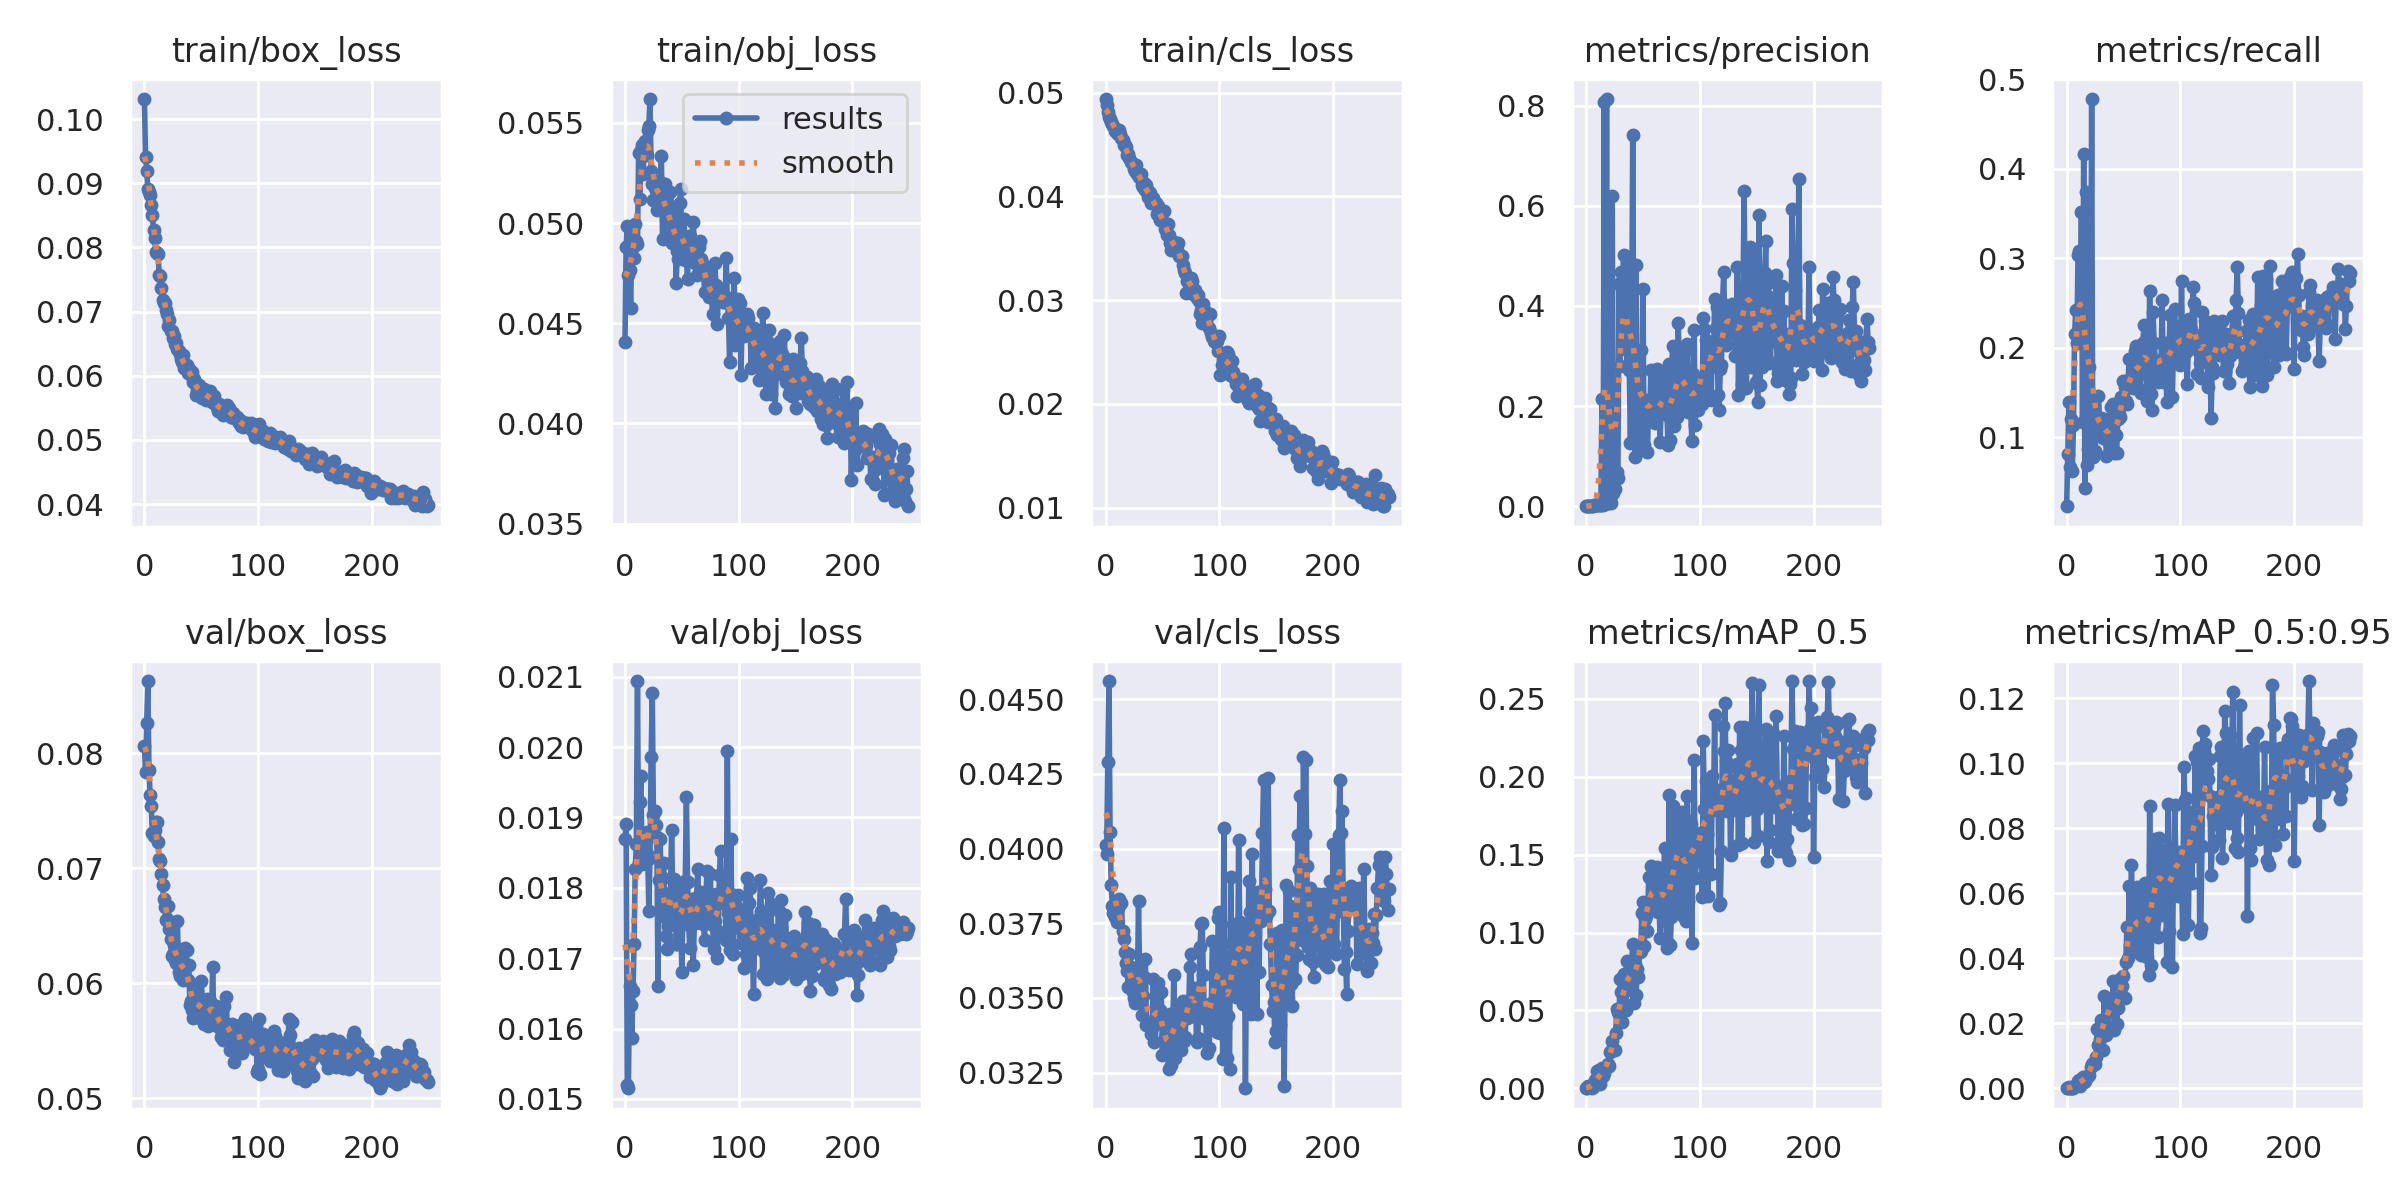 train/box_loss
0.10
0.09
0.08
0.07
0.06
0.05
0.04
0 100 200
train/obj_loss
results
smooth
0.055
0.050
0.045
0.040
0.035
0 100 200
train/cls_loss
0.05
0.04
0.03
0.02
0.01
0 100 200
metrics/precision
0.8
0.6
0.4
0.2
0.0
0 100 200
metrics/recall
0.5
0.4
0.3
0.2
0.1
0 100 200
val/box_loss
0.08
0.07
0.06
0.05
0 100 200
val/obj_loss
0.021
0.020
0.019
0.018
0.017
0.016
0.015
0 100 200
val/cls_loss
0.0450
0.0425
0.0400
0.0375
0.0350
0.0325
0 100 200
metrics/mAP_0.5
0.25
0.20
0.15
0.10
0.05
0.00
0 100 200
metrics/mAP_0.5:0.95
0.12
0.10
0.08
0.06
0.04
0.02
0.00
0 100 200